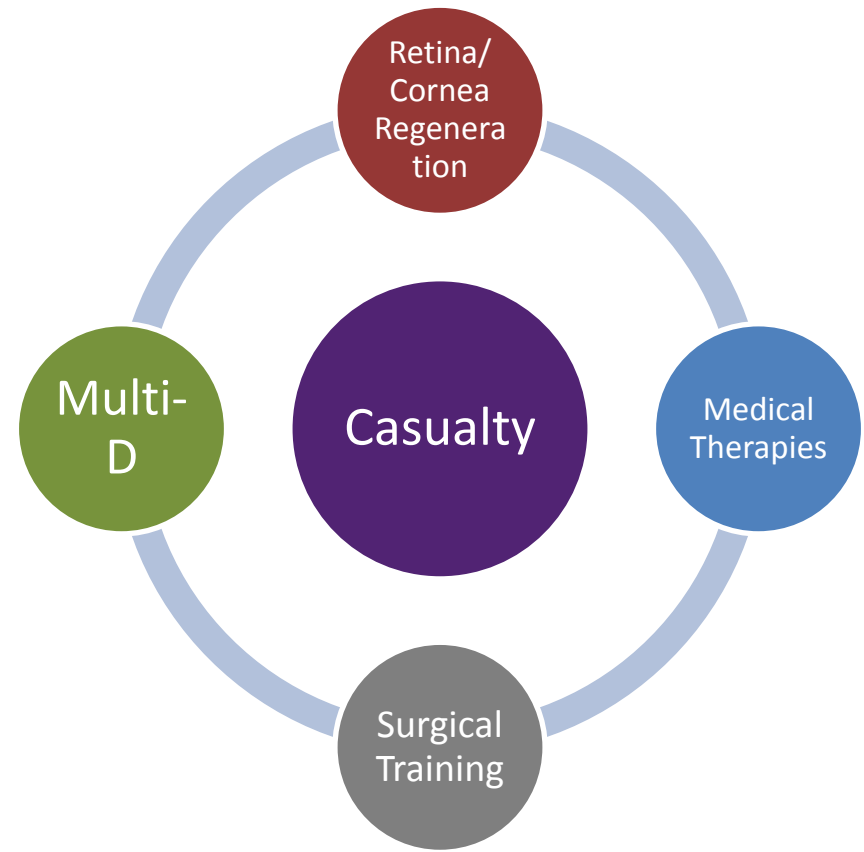 Retina/
Cornea
Regenera
tion
Multi-
D
Casualty
Medical
Therapies
Surgical
Training